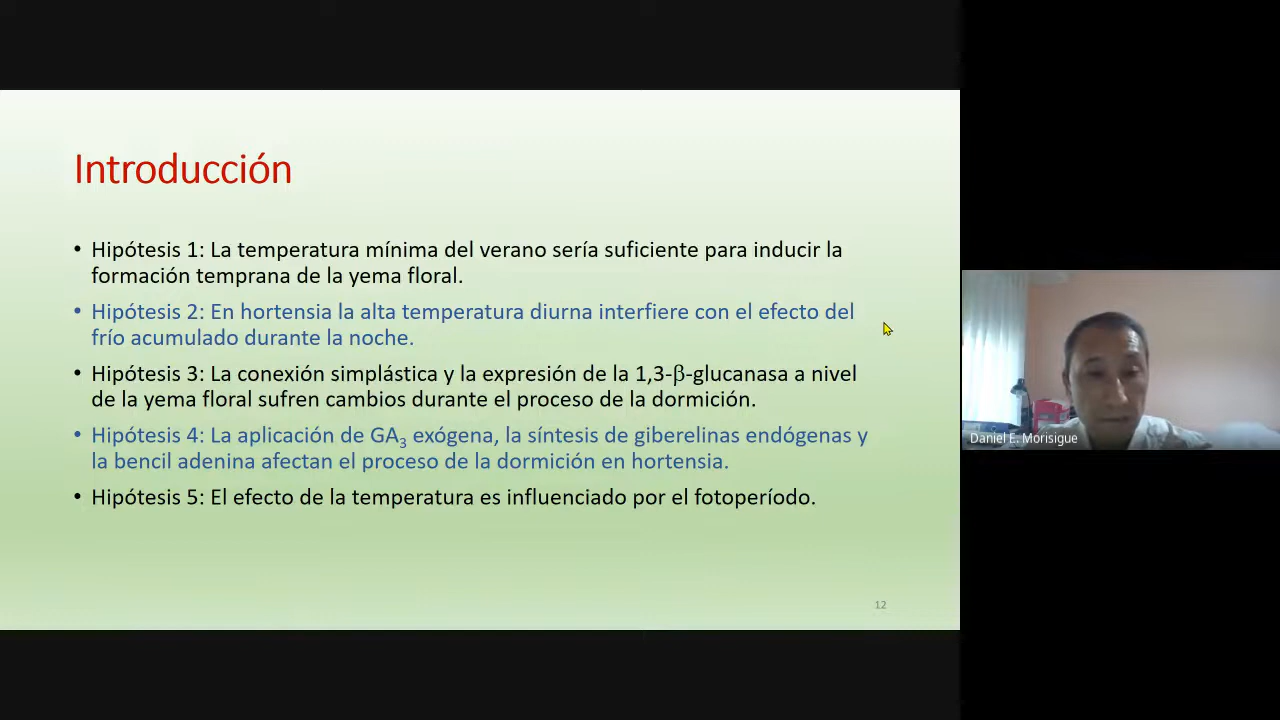 Introducción
• Hipótesis 1: La temperatura mínima del verano sería suficiente para inducir la
formación temprana de la yema floral.
• Hipótesis 2: En hortensia la alta temperatura diurna interfiere con el efecto del
frío acumulado durante la noche.
• Hipótesis 3: La conexión simplástica y la expresión de la 1,3-β-glucanasa a nivel
de la yema floral sufren cambios durante el proceso de la dormición.
• Hipótesis 4: La aplicación de GA₃ exógena, la síntesis de giberelinas endógenas y
la bencil adenina afectan el proceso de la dormición en hortensia.
• Hipótesis 5: El efecto de la temperatura es influenciado por el fotoperíodo.
12
Daniel E. Morisigue